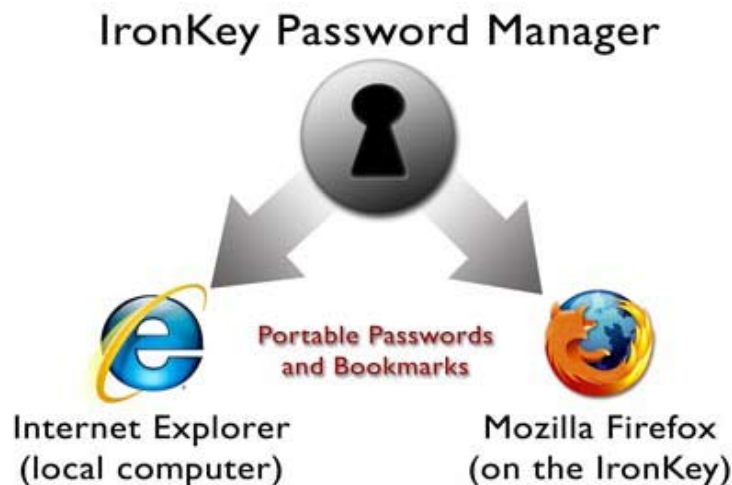 IronKey Password Manager
Portable Passwords
and Bookmarks
Internet Explorer
(local computer)
Mozilla Firefox
(on the IronKey)